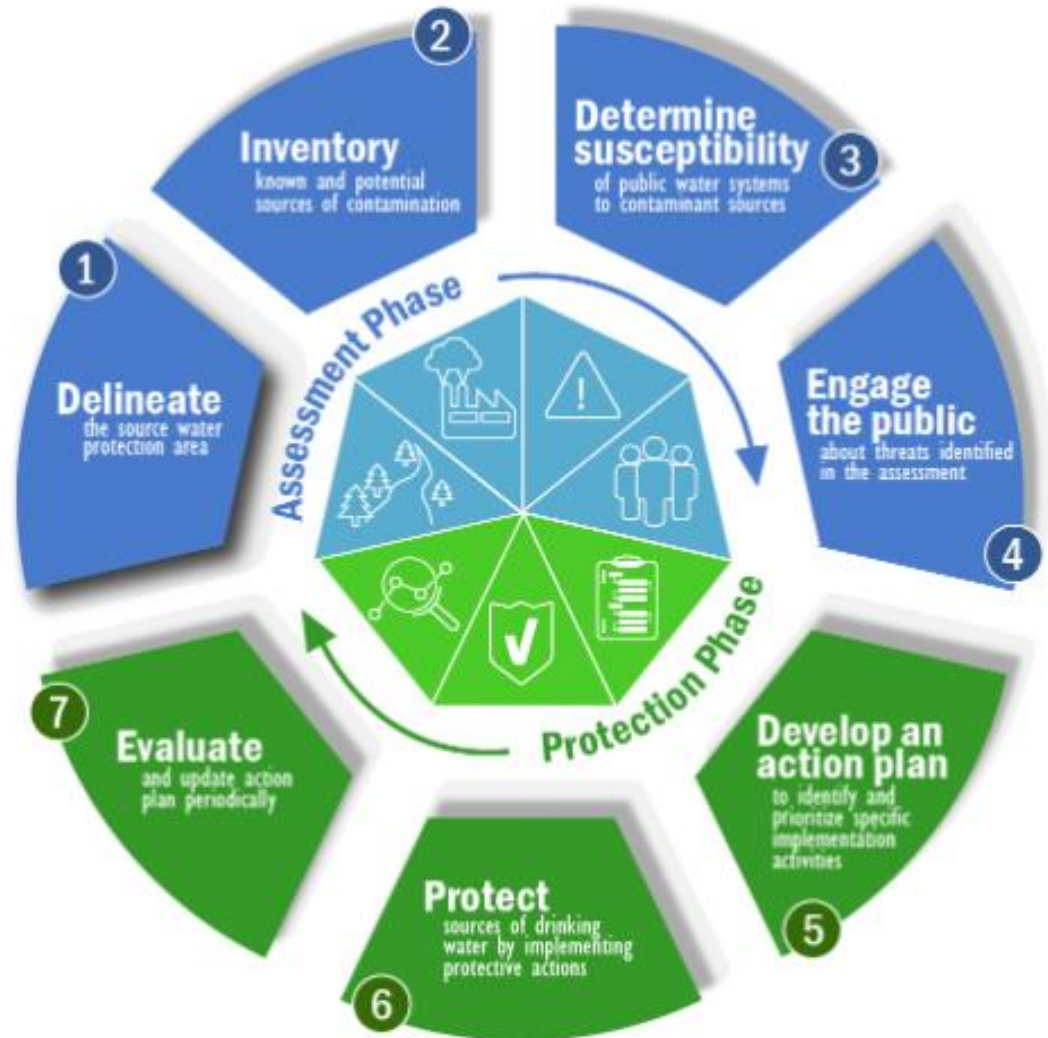 1
Delineate
the source water
protection area
2
Inventory
known and potential
sources of contamination
3
Determine
susceptibility
of public water systems
to contaminant sources
4
Engage
the public
about threats identified
in the assessment
5
Develop an
action plan
to identify and
prioritize specific
implementation
activities
6
Protect
sources of drinking
water by implementing
protective actions
7
Evaluate
and update action
plan periodically
Assessment Phase
Protection Phase